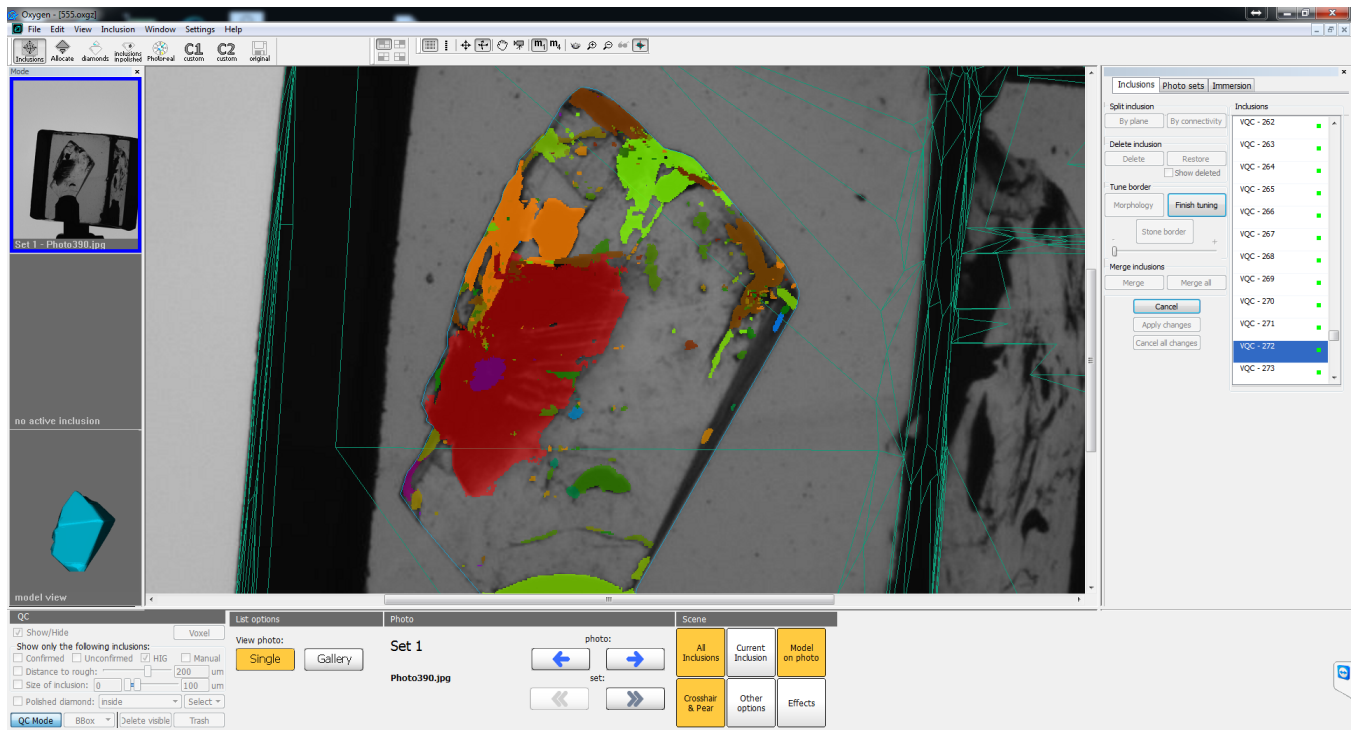 Oxygen - [555.oxgz]
File Edit View Inclusion Window Settings Help
Inclusions Allocate diamonds inclusions inpolished Photoreal C1 custom C2 custom original
m1 m4
Mode
Set 1 - Photo390.jpg
no active inclusion
model view
Inclusions Photo sets Immersion
Split inclusion
By plane By connectivity
Delete inclusion
Delete Restore
Show deleted
Tune border
Morphology Finish tuning
Stone border
- +
Merge inclusions
Merge Merge all
Cancel
Apply changes
Cancel all changes
Inclusions
VQC - 262
VQC - 263
VQC - 264
VQC - 265
VQC - 266
VQC - 267
VQC - 268
VQC - 269
VQC - 270
VQC - 271
VQC - 272
VQC - 273
QC
Show/Hide Voxel
Show only the following inclusions:
Confirmed Unconfirmed HIG Manual
Distance to rough: 200 um
Size of inclusion: 0 100 um
Polished diamond: inside Select
QC Mode BBox Delete visible Trash
List options
View photo:
Single Gallery
Photo
Set 1
photo:
Photo390.jpg
set:
Scene
All Inclusions Current Inclusion Model on photo
Crosshair & Pear Other options Effects